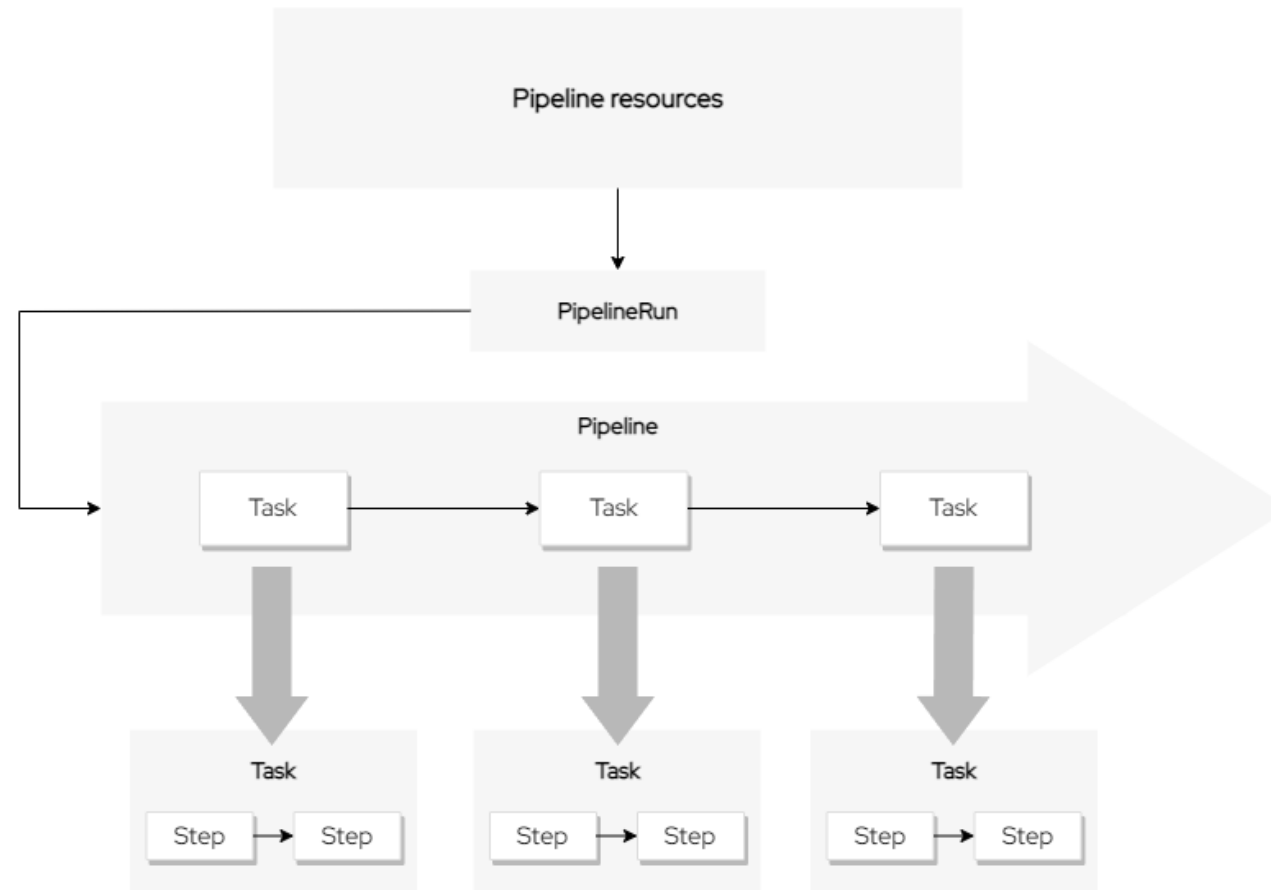 Pipeline resources
PipelineRun
Pipeline
Task
Task
Task
Task
Task
Task
Step
Step
Step
Step
Step
Step